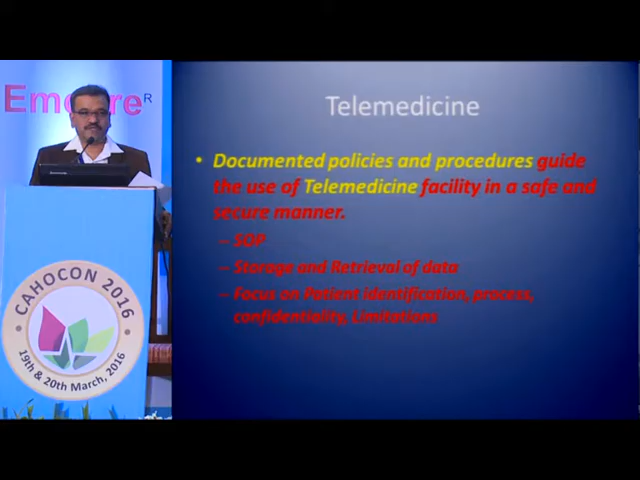 Telemedicine
• Documented policies and procedures guide
the use of Telemedicine facility in a safe and
secure manner.
– SOP
– Storage and Retrieval of data
– Focus on Patient identification, process,
confidentiality, Limitations
R
CAHOCON 2016
19th & 20th March, 2016